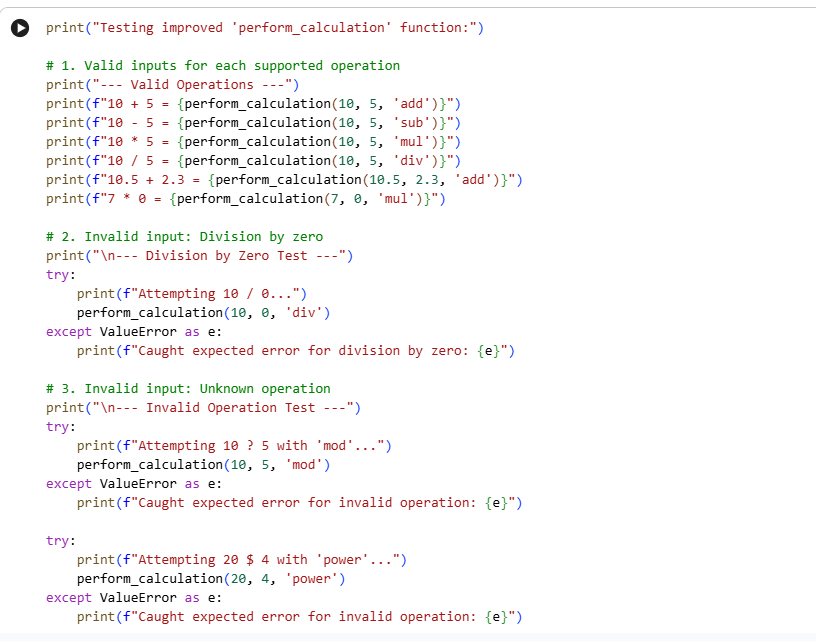 print("Testing improved 'perform_calculation' function:")

# 1. Valid inputs for each supported operation
print("--- Valid Operations ---")
print(f"10 + 5 = {perform_calculation(10, 5, 'add')}")
print(f"10 - 5 = {perform_calculation(10, 5, 'sub')}")
print(f"10 * 5 = {perform_calculation(10, 5, 'mul')}")
print(f"10 / 5 = {perform_calculation(10, 5, 'div')}")
print(f"10.5 + 2.3 = {perform_calculation(10.5, 2.3, 'add')}")
print(f"7 * 0 = {perform_calculation(7, 0, 'mul')}")

# 2. Invalid input: Division by zero
print("\n--- Division by Zero Test ---")
try:
    print(f"Attempting 10 / 0...")
    perform_calculation(10, 0, 'div')
except ValueError as e:
    print(f"Caught expected error for division by zero: {e}")

# 3. Invalid input: Unknown operation
print("\n--- Invalid Operation Test ---")
try:
    print(f"Attempting 10 ? 5 with 'mod'...")
    perform_calculation(10, 5, 'mod')
except ValueError as e:
    print(f"Caught expected error for invalid operation: {e}")

try:
    print(f"Attempting 20 $ 4 with 'power'...")
    perform_calculation(20, 4, 'power')
except ValueError as e:
    print(f"Caught expected error for invalid operation: {e}")